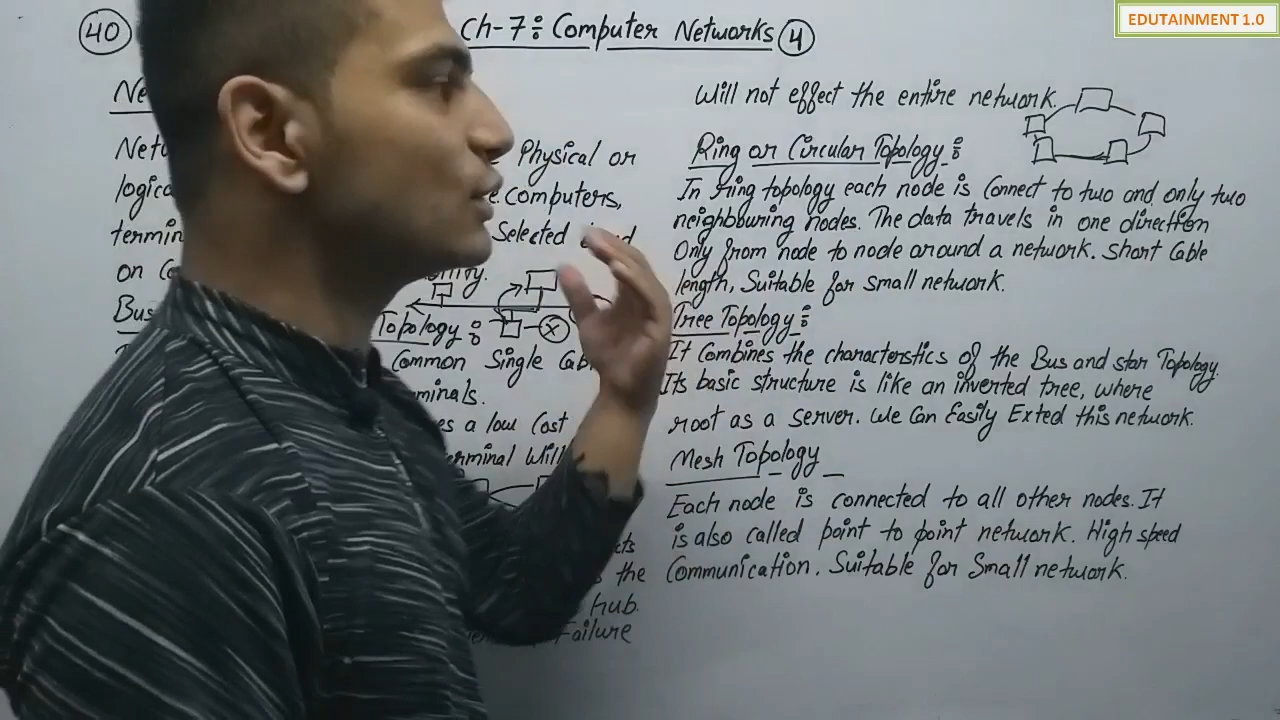 EDUTAINMENT 1.0
40
Ch-7: Computer Networks 4
Ne
Netw
Physical or
logica
computers,
termin
Selected
on Co
Bus
Topology :
Common Single Cab
minals.
es a low Cost
erminal Will
cts
the
hub.
Failure
Will not effect the entire network.
Ring or Circular Topology :
In ring topology each node is Connect to two and only two
neighbouring nodes. The data travels in one direction
Only from node to node around a network. Short Cable
length, Suitable for small network.
Tree Topology :
It Combines the characterstics of the Bus and star Topology.
Its basic structure is like an inverted tree, where
root as a server. We Can Easily Exted this network.
Mesh Topology
Each node is connected to all other nodes. It
is also called point to point network. High speed
Communication. Suitable for Small network.